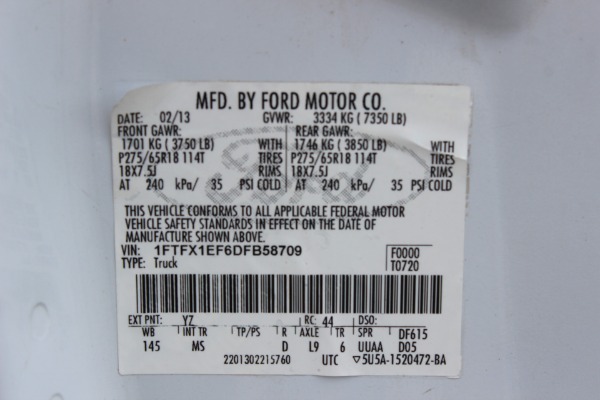 MFD. BY FORD MOTOR CO.
DATE: 02/13 GVWR: 3334 KG ( 7350 LB)
FRONT GAWR: REAR GAWR:
1701 KG ( 3750 LB) WITH 1746 KG ( 3850 LB) WITH
P275/65R18 114T TIRES P275/65R18 114T TIRES
18X7.5J RIMS 18X7.5J RIMS
AT 240 kPa/ 35 PSI COLD AT 240 kPa/ 35 PSI COLD
THIS VEHICLE CONFORMS TO ALL APPLICABLE FEDERAL MOTOR
VEHICLE SAFETY STANDARDS IN EFFECT ON THE DATE OF
MANUFACTURE SHOWN ABOVE.
VIN: 1FTFX1EF6DFB58709 F0000
TYPE: Truck T0720
EXT PNT: YZ RC: 44 DSO:
WB INT TR TP/PS R AXLE TR SPR DF615
145 MS D L9 6 UUAA D05
2201302215760 UTC ▽5U5A-1520472-BA